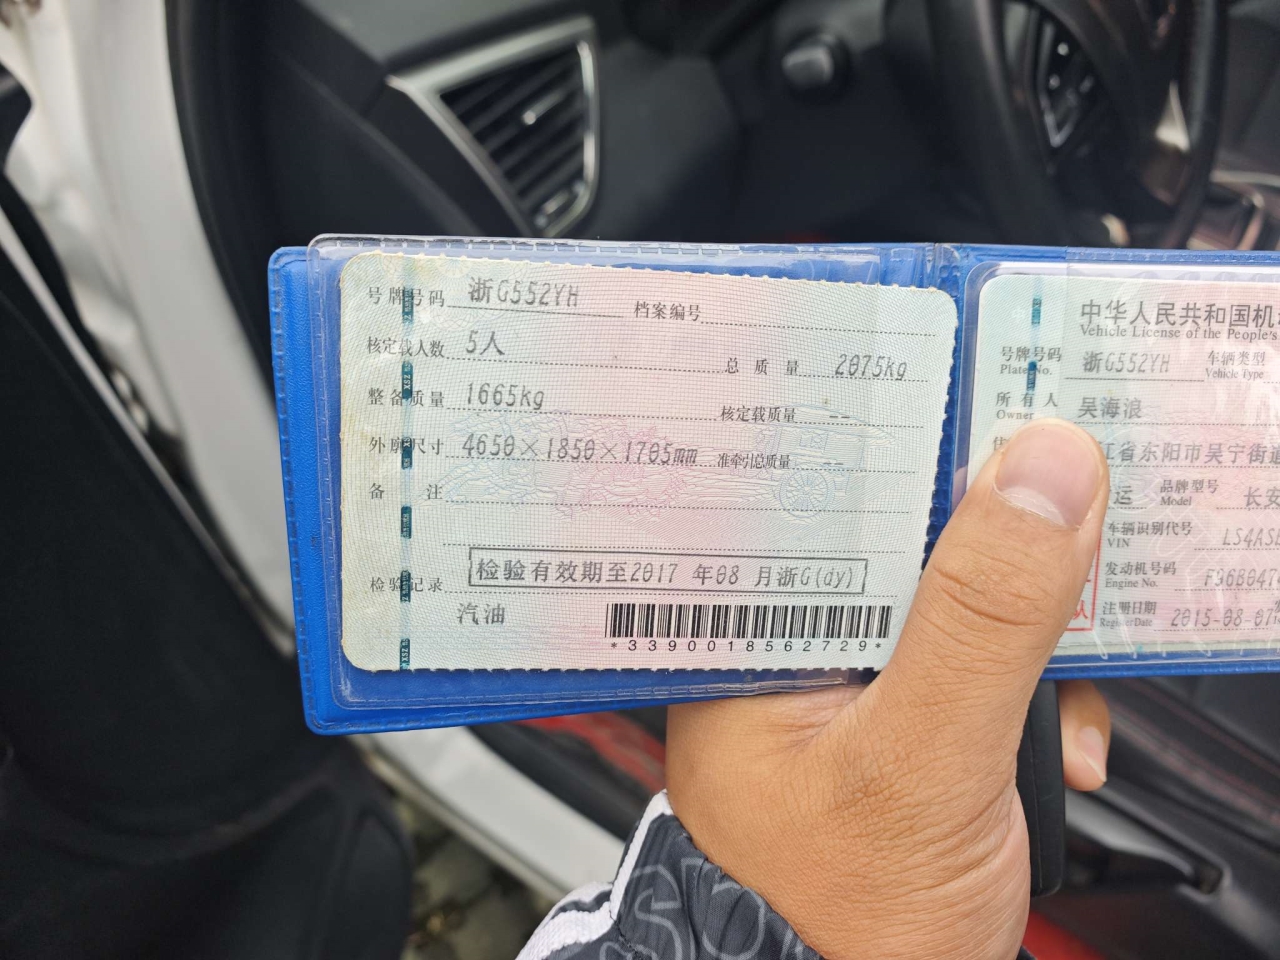 号牌号码 浙G552YH 档案编号
核定载人数 5人 总质量 2075kg
整备质量 1665kg 核定载质量 --
外廓尺寸 4650×1850×1705mm 准牵引总质量 --
备注
检验记录 检验有效期至2017 年08 月浙G(dy)
汽油
*3390018562729*
中华人民共和国机
Vehicle License of the People's
号牌号码 浙G552YH 车辆类型
Plate No. Vehicle Type
所有人 吴海浪
Owner
江省东阳市吴宁街道
运 品牌型号 长安
Model
车辆识别代号 LS4ASE
VIN
发动机号码
Engine No.
注册日期 2015-08-07
Register Date